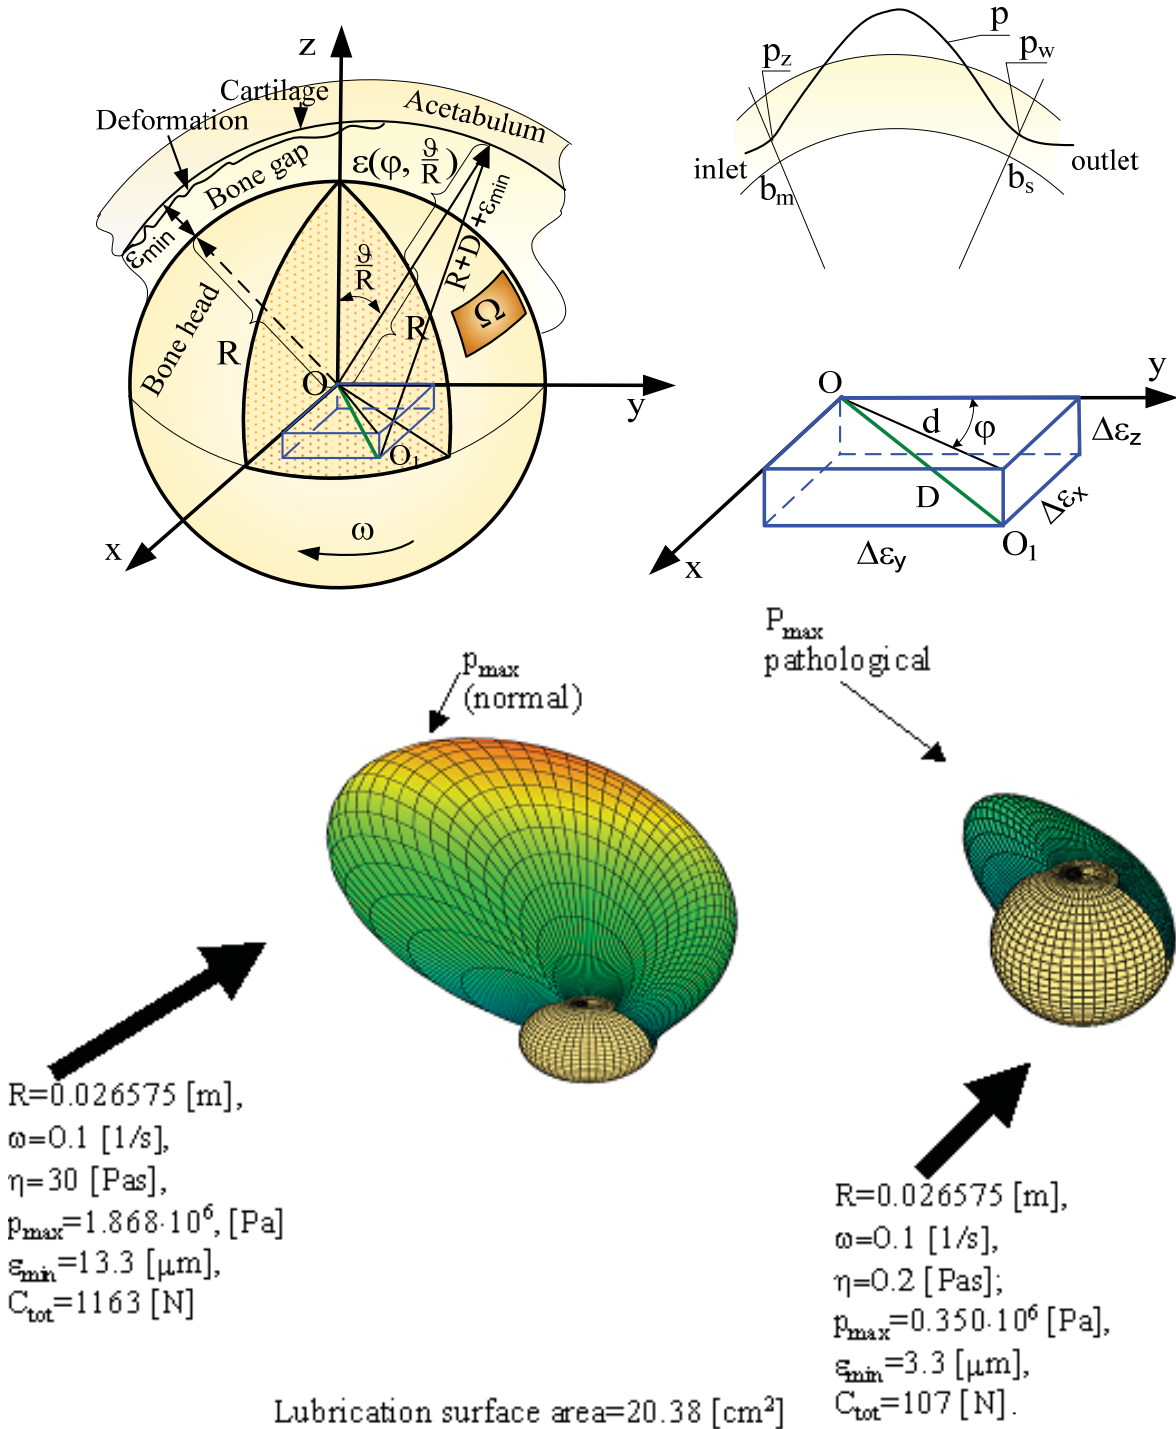 z
Cartilage
Acetabulum
Deformation
Bone gap
ε(φ, ϑ/R)
εmin
R+D+εmin
ϑ/R
Ω
Bone head
R
R
O
y
O1
ω
x
p
pz
pw
inlet
outlet
bm
bs
y
O
d
φ
Δεz
D
Δεx
O1
Δεy
x
Pmax
pathological
pmax
(normal)
R=0.026575 [m],
ω=0.1 [1/s],
η=30 [Pas],
pmax=1.868·10⁶, [Pa]
εmin=13.3 [μm],
Ctot=1163 [N]
R=0.026575 [m],
ω=0.1 [1/s],
η=0.2 [Pas];
pmax=0.350·10⁶ [Pa],
εmin=3.3 [μm],
Ctot=107 [N].
Lubrication surface area=20.38 [cm²]